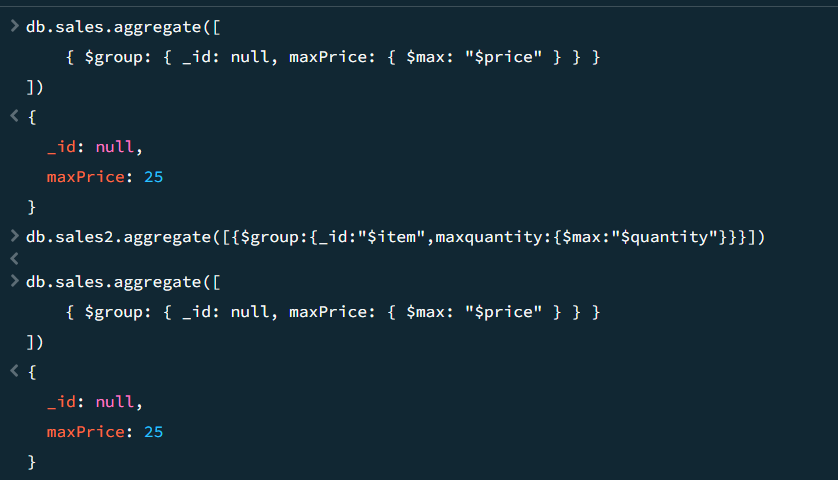 > db.sales.aggregate([
{ $group: { _id: null, maxPrice: { $max: "$price" } } }
])
< {
_id: null,
maxPrice: 25
}
> db.sales2.aggregate([{$group:{_id:"$item",maxquantity:{$max:"$quantity"}}}])
<
> db.sales.aggregate([
{ $group: { _id: null, maxPrice: { $max: "$price" } } }
])
< {
_id: null,
maxPrice: 25
}